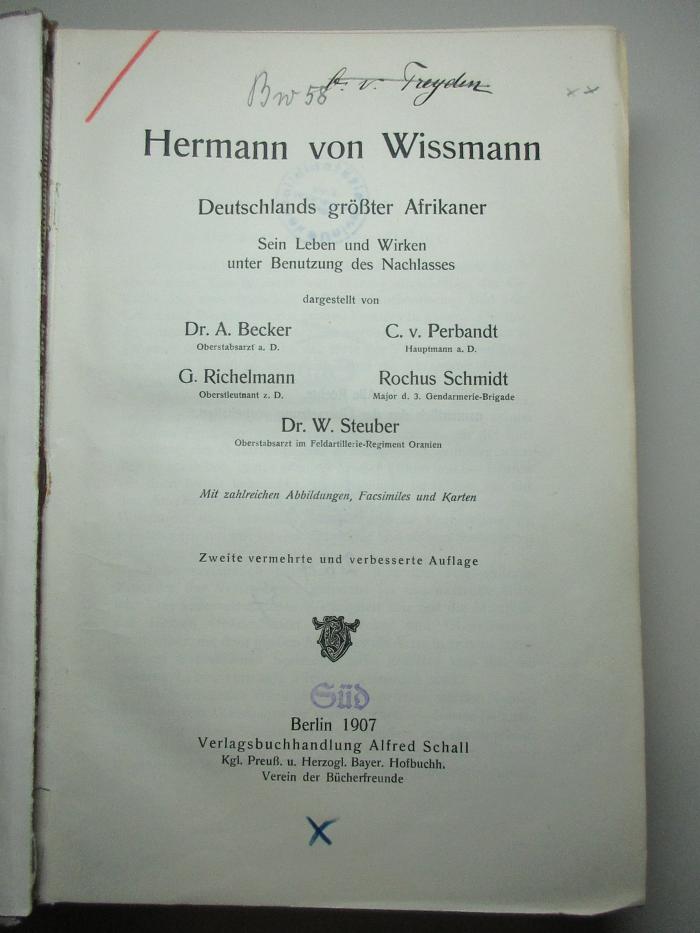 Bw 58 v. Treyden
Hermann von Wissmann
Deutschlands größter Afrikaner
Sein Leben und Wirken
unter Benutzung des Nachlasses
dargestellt von
Dr. A. Becker
Oberstabsarzt a. D.
C. v. Perbandt
Hauptmann a. D.
G. Richelmann
Oberstleutnant z. D.
Rochus Schmidt
Major d. 3. Gendarmerie-Brigade
Dr. W. Steuber
Oberstabsarzt im Feldartillerie-Regiment Oranien
Mit zahlreichen Abbildungen, Facsimiles und Karten
Zweite vermehrte und verbesserte Auflage
Süd
Berlin 1907
Verlagsbuchhandlung Alfred Schall
Kgl. Preuß. u. Herzogl. Bayer. Hofbuchh.
Verein der Bücherfreunde